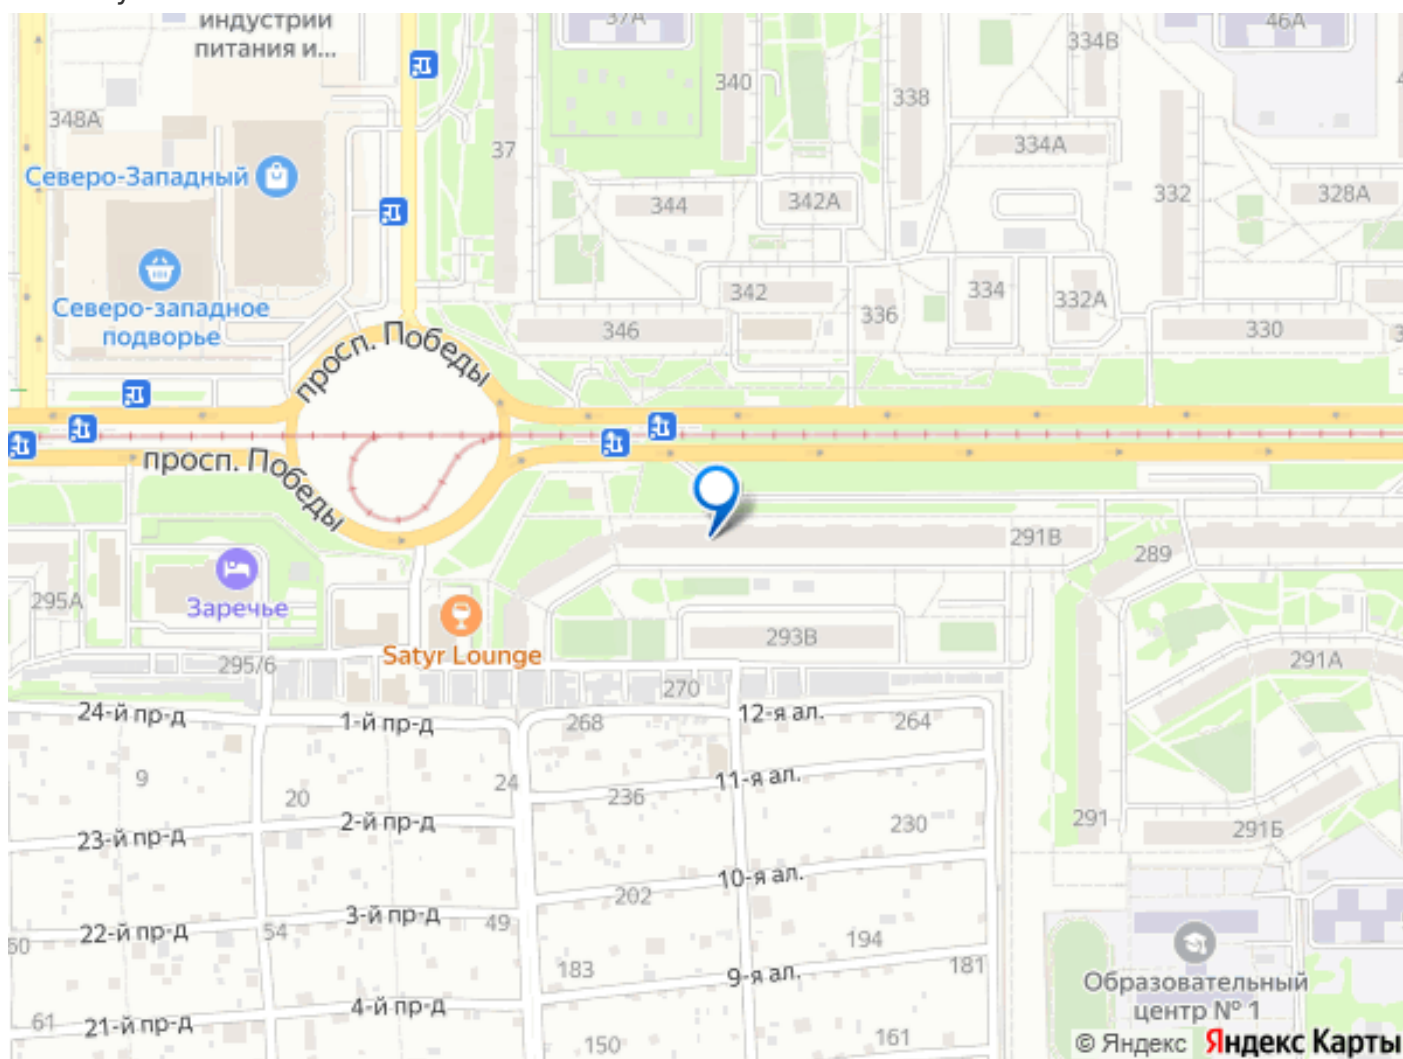 индустрии
питания и...
37А
340
338
334В
46А
348А
37
334А
332
328А
Северо-Западный
344
342А
Северо-западное
подворье
342
334
332А
336
346
330
просп. Победы
просп. Победы
291В
289
295А
Заречье
Satyr Lounge
293В
291А
295/6
270
24-й пр-д
1-й пр-д
268
12-я ал.
264
9
20
24
11-я ал.
236
23-й пр-д
2-й пр-д
230
291
291Б
10-я ал.
202
22-й пр-д
3-й пр-д
49
54
60
194
183
9-я ал.
181
Образовательный
центр № 1
61
21-й пр-д
4-й пр-д
150
161
© Яндекс Яндекс Карты